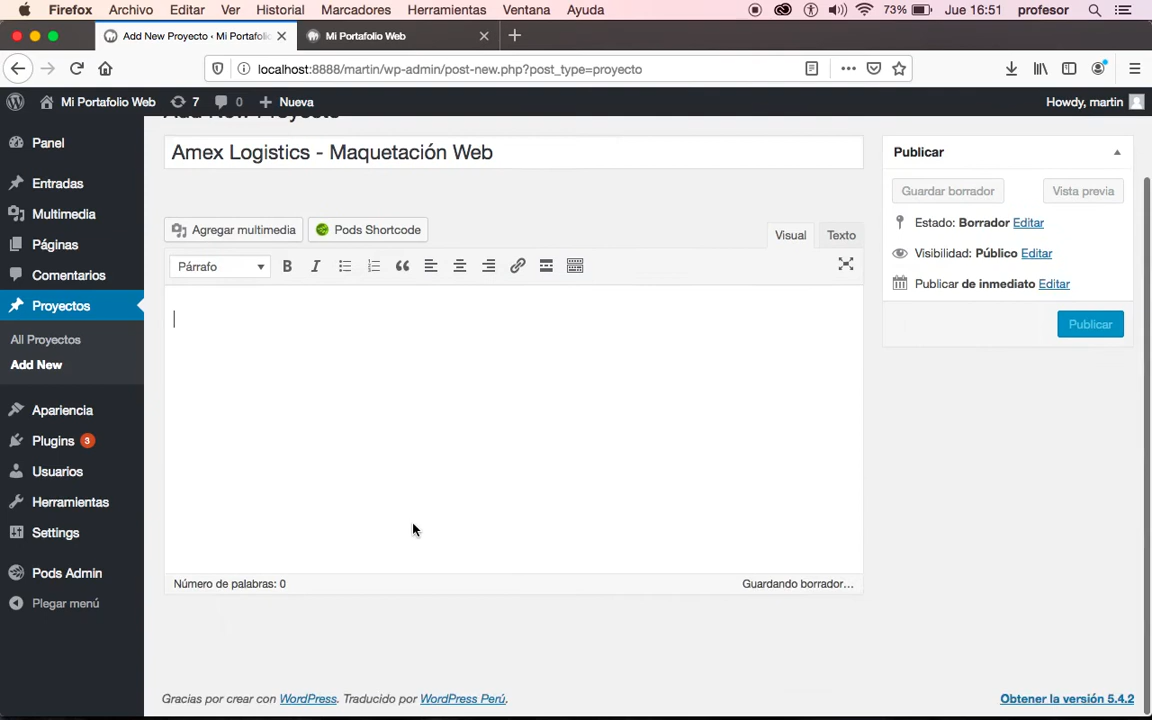 Firefox Archivo Editar Ver Historial Marcadores Herramientas Ventana Ayuda 73% Jue 16:51 profesor
Add New Proyecto ‹ Mi Portafoli
Mi Portafolio Web
localhost:8888/martin/wp-admin/post-new.php?post_type=proyecto
Mi Portafolio Web 7 0 + Nueva Howdy, martin
Add New Proyecto
Panel
Entradas
Multimedia
Páginas
Comentarios
Proyectos
All Proyectos
Add New
Apariencia
Plugins 3
Usuarios
Herramientas
Settings
Pods Admin
Plegar menú
Amex Logistics - Maquetación Web
Agregar multimedia Pods Shortcode Visual Texto
Párrafo B I
Número de palabras: 0 Guardando borrador...
Publicar
Guardar borrador Vista previa
Estado: Borrador Editar
Visibilidad: Público Editar
Publicar de inmediato Editar
Publicar
Gracias por crear con WordPress. Traducido por WordPress Perú. Obtener la versión 5.4.2